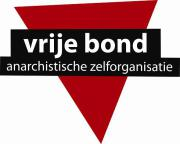 vrije bond
anarchistische zelforganisatie